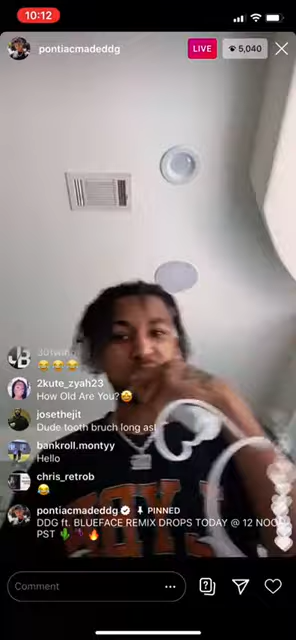 10:12
pontiacmadeddg
LIVE
5,040
😂😂😂
2kute_zyah23
How Old Are You?🤩
josethejit
Dude tooth bruch long asl
bankroll.montyy
Hello
chris_retrob
😂
pontiacmadeddg PINNED
DDG ft. BLUEFACE REMIX DROPS TODAY @ 12 NOON
PST 🌵🔥
Comment